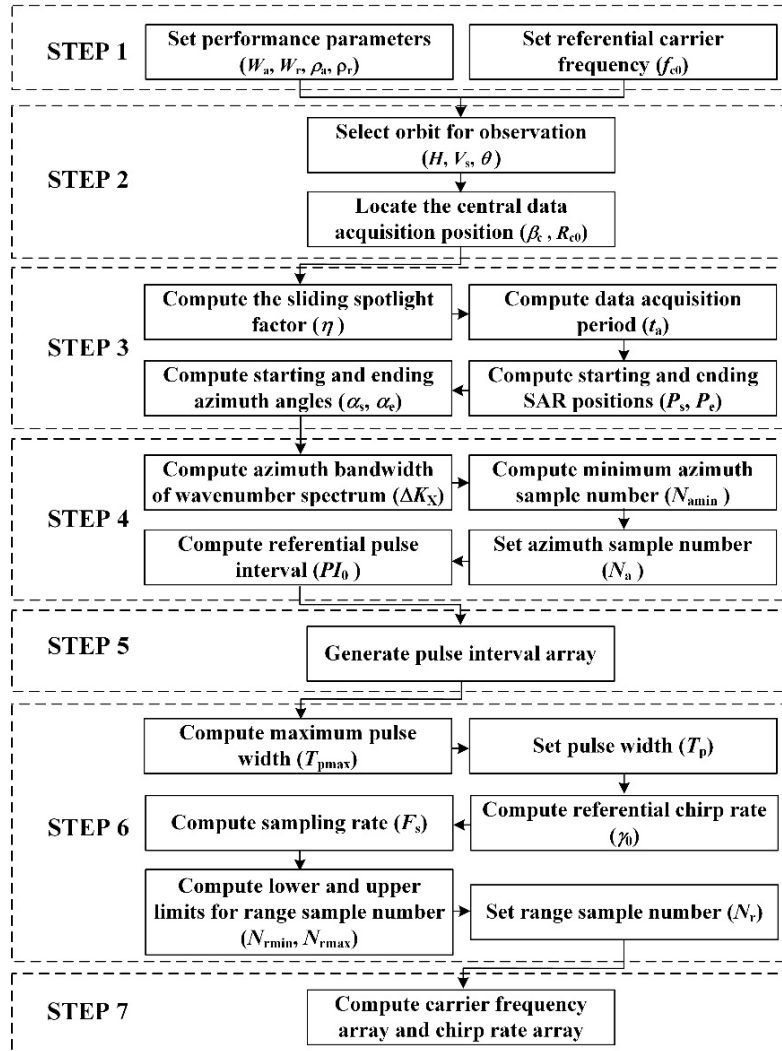 STEP 1
Set performance parameters
(Wa, Wr, ρa, ρr)
Set referential carrier
frequency (fc0)
STEP 2
Select orbit for observation
(H, Vs, θ)
Locate the central data
acquisition position (βc , Rc0)
STEP 3
Compute the sliding spotlight
factor (η )
Compute data acquisition
period (ta)
Compute starting and ending
azimuth angles (αs, αe)
Compute starting and ending
SAR positions (Ps, Pe)
STEP 4
Compute azimuth bandwidth
of wavenumber spectrum (ΔKX)
Compute minimum azimuth
sample number (Namin )
Compute referential pulse
interval (PI0 )
Set azimuth sample number
(Na )
STEP 5
Generate pulse interval array
STEP 6
Compute maximum pulse
width (Tpmax)
Set pulse width (Tp)
Compute sampling rate (Fs)
Compute referential chirp rate
(γ0)
Compute lower and upper
limits for range sample number
(Nrmin, Nrmax)
Set range sample number (Nr)
STEP 7
Compute carrier frequency
array and chirp rate array